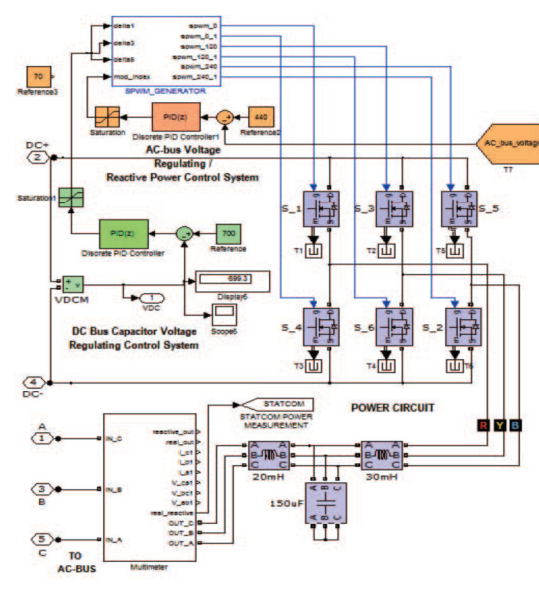 delta1
delta3
delta5
mod_index
spwm_0
spwm_0_1
spwm_120
spwm_120_1
spwm_240
spwm_240_1
SPWM_GENERATOR
70
Reference3
Saturation
PID(z)
Discrete PID Controller1
440
Reference2
AC_bus_voltage
T7
AC-bus Voltage
Regulating /
Reactive Power Control System
DC+
2
Saturation1
PID(z)
Discrete PID Controller
700
Reference
VDCM
1
VDC
699.3
Display5
Scope5
DC Bus Capacitor Voltage
Regulating Control System
4
DC-
S_1
S_3
S_5
T1
T2
T5
S_4
S_6
S_2
T3
T4
T6
STATCOM
STATCOM POWER
MEASUREMENT
POWER CIRCUIT
R Y B
A
1
3
B
5
C
TO
AC-BUS
IN_C
IN_B
IN_A
reactive_out
real_out
I_c1
I_b1
I_a1
V_ca1
V_bc1
V_ab1
real_reactive
OUT_C
OUT_B
OUT_A
Multimeter
A A
B B
C C
20mH
A A
B B
C C
30mH
A B C
A B C
150uF